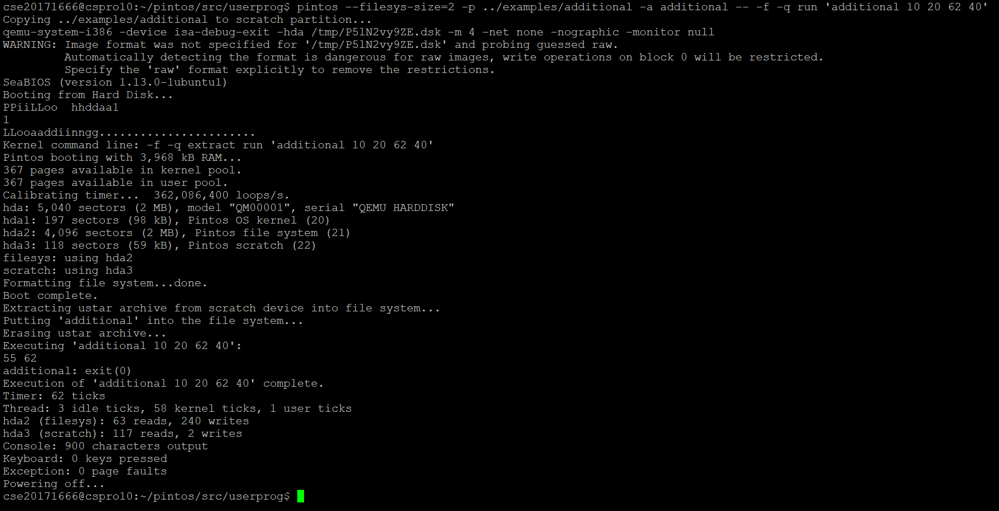 cse20171666@cspro10:~/pintos/src/userprog$ pintos --filesys-size=2 -p ../examples/additional -a additional -- -f -q run 'additional 10 20 62 40'
Copying ../examples/additional to scratch partition...
qemu-system-i386 -device isa-debug-exit -hda /tmp/P5lN2vy9ZE.dsk -m 4 -net none -nographic -monitor null
WARNING: Image format was not specified for '/tmp/P5lN2vy9ZE.dsk' and probing guessed raw.
         Automatically detecting the format is dangerous for raw images, write operations on block 0 will be restricted.
         Specify the 'raw' format explicitly to remove the restrictions.
SeaBIOS (version 1.13.0-1ubuntu1)
Booting from Hard Disk...
PPiiLLoo  hhddaa1
1
LLooaaddiinngg.......................
Kernel command line: -f -q extract run 'additional 10 20 62 40'
Pintos booting with 3,968 kB RAM...
367 pages available in kernel pool.
367 pages available in user pool.
Calibrating timer...  362,086,400 loops/s.
hda: 5,040 sectors (2 MB), model "QM00001", serial "QEMU HARDDISK"
hda1: 197 sectors (98 kB), Pintos OS kernel (20)
hda2: 4,096 sectors (2 MB), Pintos file system (21)
hda3: 118 sectors (59 kB), Pintos scratch (22)
filesys: using hda2
scratch: using hda3
Formatting file system...done.
Boot complete.
Extracting ustar archive from scratch device into file system...
Putting 'additional' into the file system...
Erasing ustar archive...
Executing 'additional 10 20 62 40':
55 62
additional: exit(0)
Execution of 'additional 10 20 62 40' complete.
Timer: 62 ticks
Thread: 3 idle ticks, 58 kernel ticks, 1 user ticks
hda2 (filesys): 63 reads, 240 writes
hda3 (scratch): 117 reads, 2 writes
Console: 900 characters output
Keyboard: 0 keys pressed
Exception: 0 page faults
Powering off...
cse20171666@cspro10:~/pintos/src/userprog$